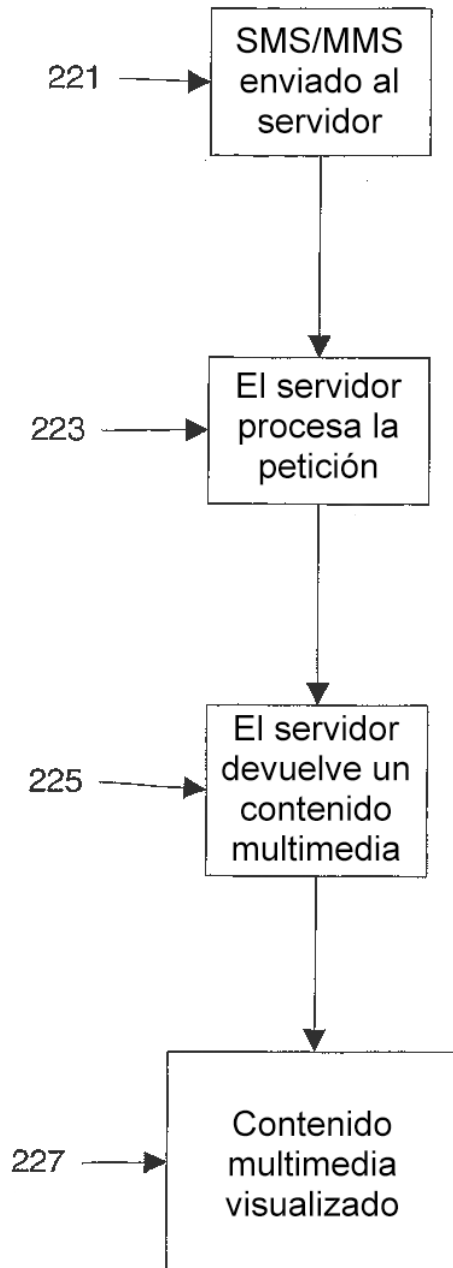 221
SMS/MMS
enviado al
servidor
223
El servidor
procesa la
petición
225
El servidor
devuelve un
contenido
multimedia
227
Contenido
multimedia
visualizado